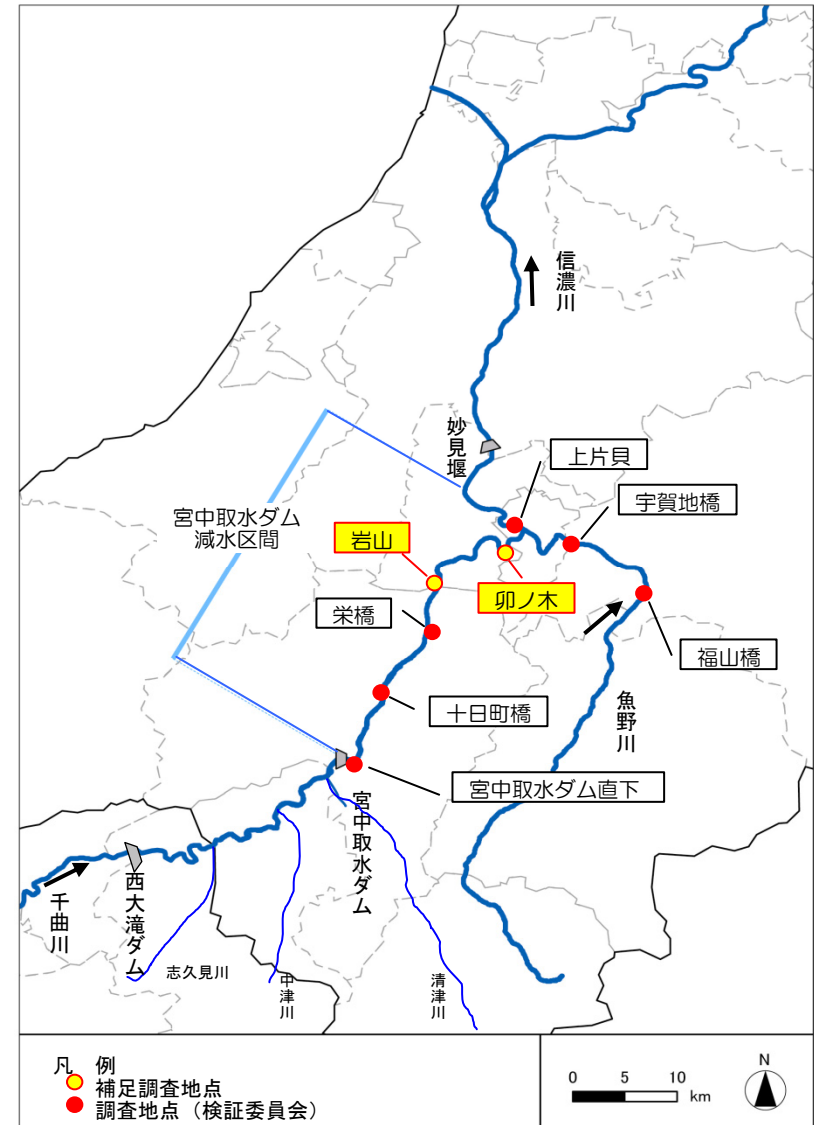 信濃川
妙見堰
上片貝
宇賀地橋
宮中取水ダム
減水区間
岩山
卯ノ木
栄橋
福山橋
十日町橋
魚野川
宮中取水ダム直下
宮中取水ダム
西大滝ダム
千曲川
志久見川
中津川
清津川
凡 例
補足調査地点
調査地点（検証委員会）
0 5 10
km
N